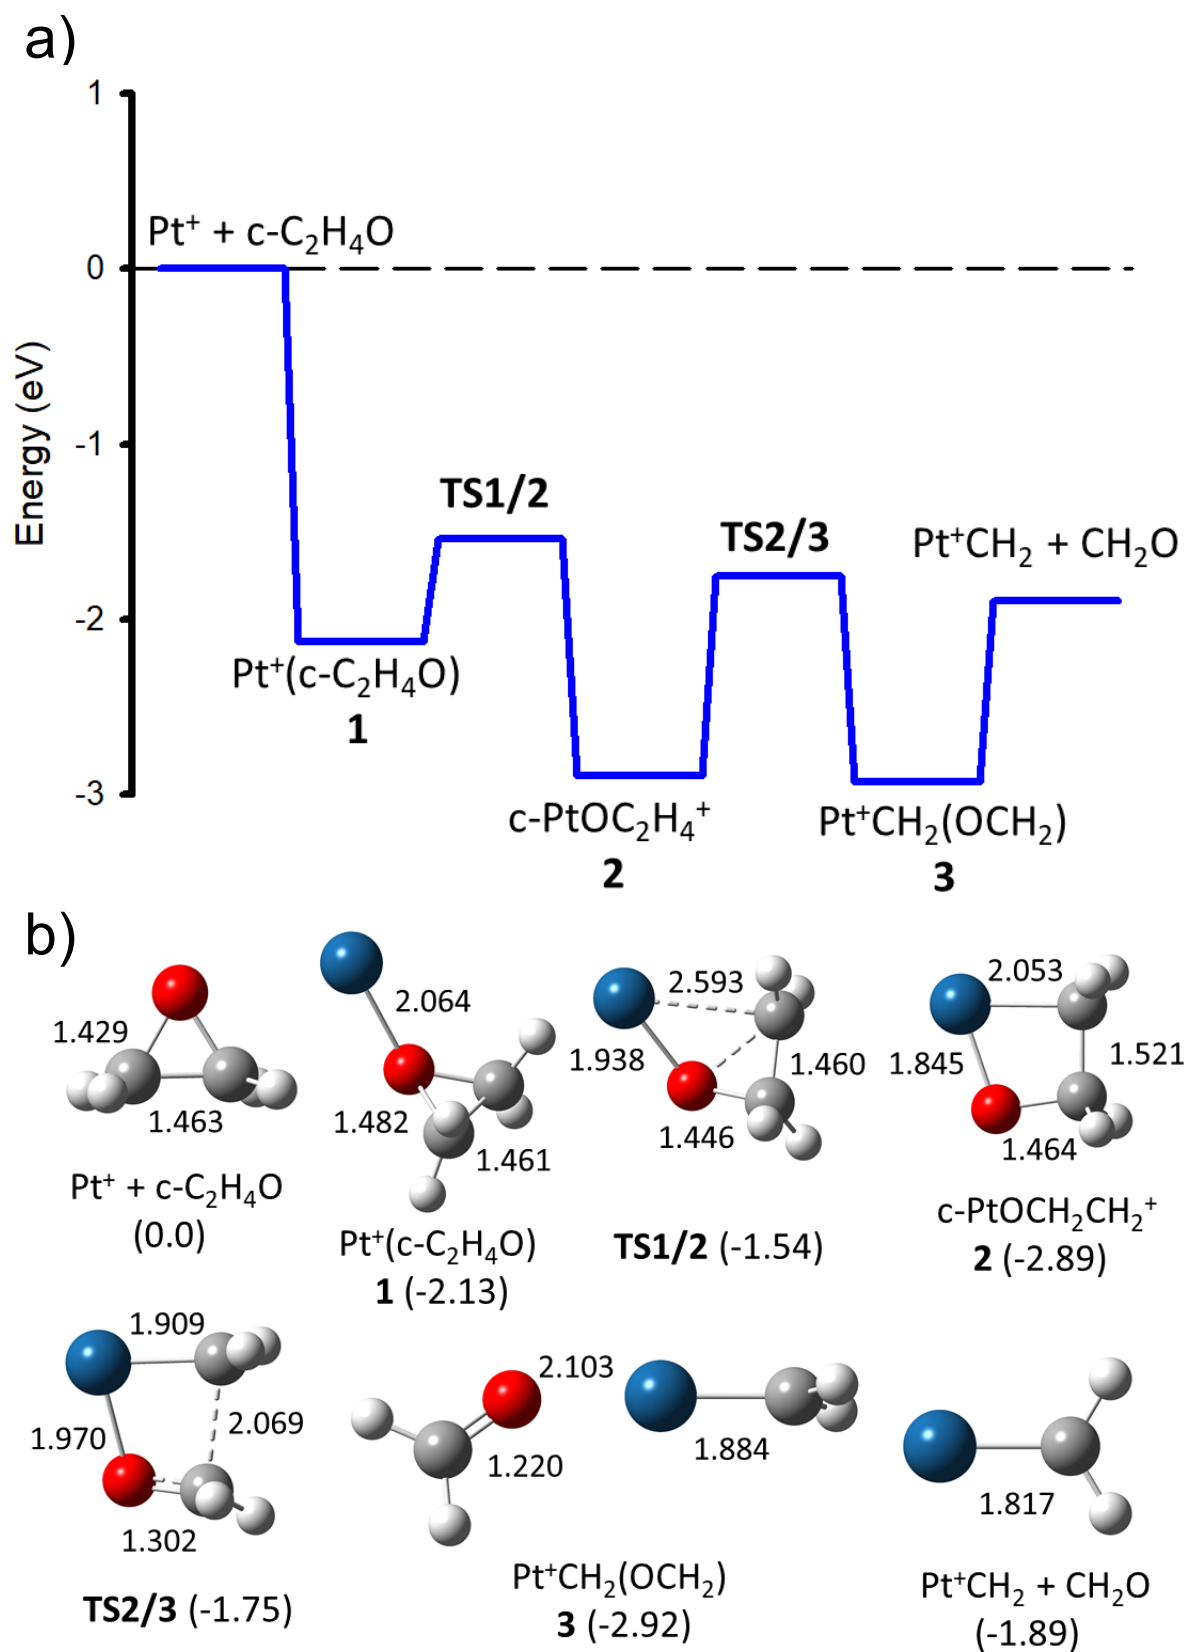 a)
1
Pt⁺ + c-C₂H₄O
0
Energy (eV)
-1
TS1/2
TS2/3
Pt⁺CH₂ + CH₂O
-2
Pt⁺(c-C₂H₄O)
1
-3
c-PtOC₂H₄⁺
2
Pt⁺CH₂(OCH₂)
3
b)
1.429
1.463
Pt⁺ + c-C₂H₄O
(0.0)
2.064
1.482
1.461
Pt⁺(c-C₂H₄O)
1 (-2.13)
2.593
1.938
1.460
1.446
TS1/2 (-1.54)
2.053
1.845
1.521
1.464
c-PtOCH₂CH₂⁺
2 (-2.89)
1.909
1.970
2.069
1.302
TS2/3 (-1.75)
2.103
1.220
1.884
Pt⁺CH₂(OCH₂)
3 (-2.92)
1.817
Pt⁺CH₂ + CH₂O
(-1.89)